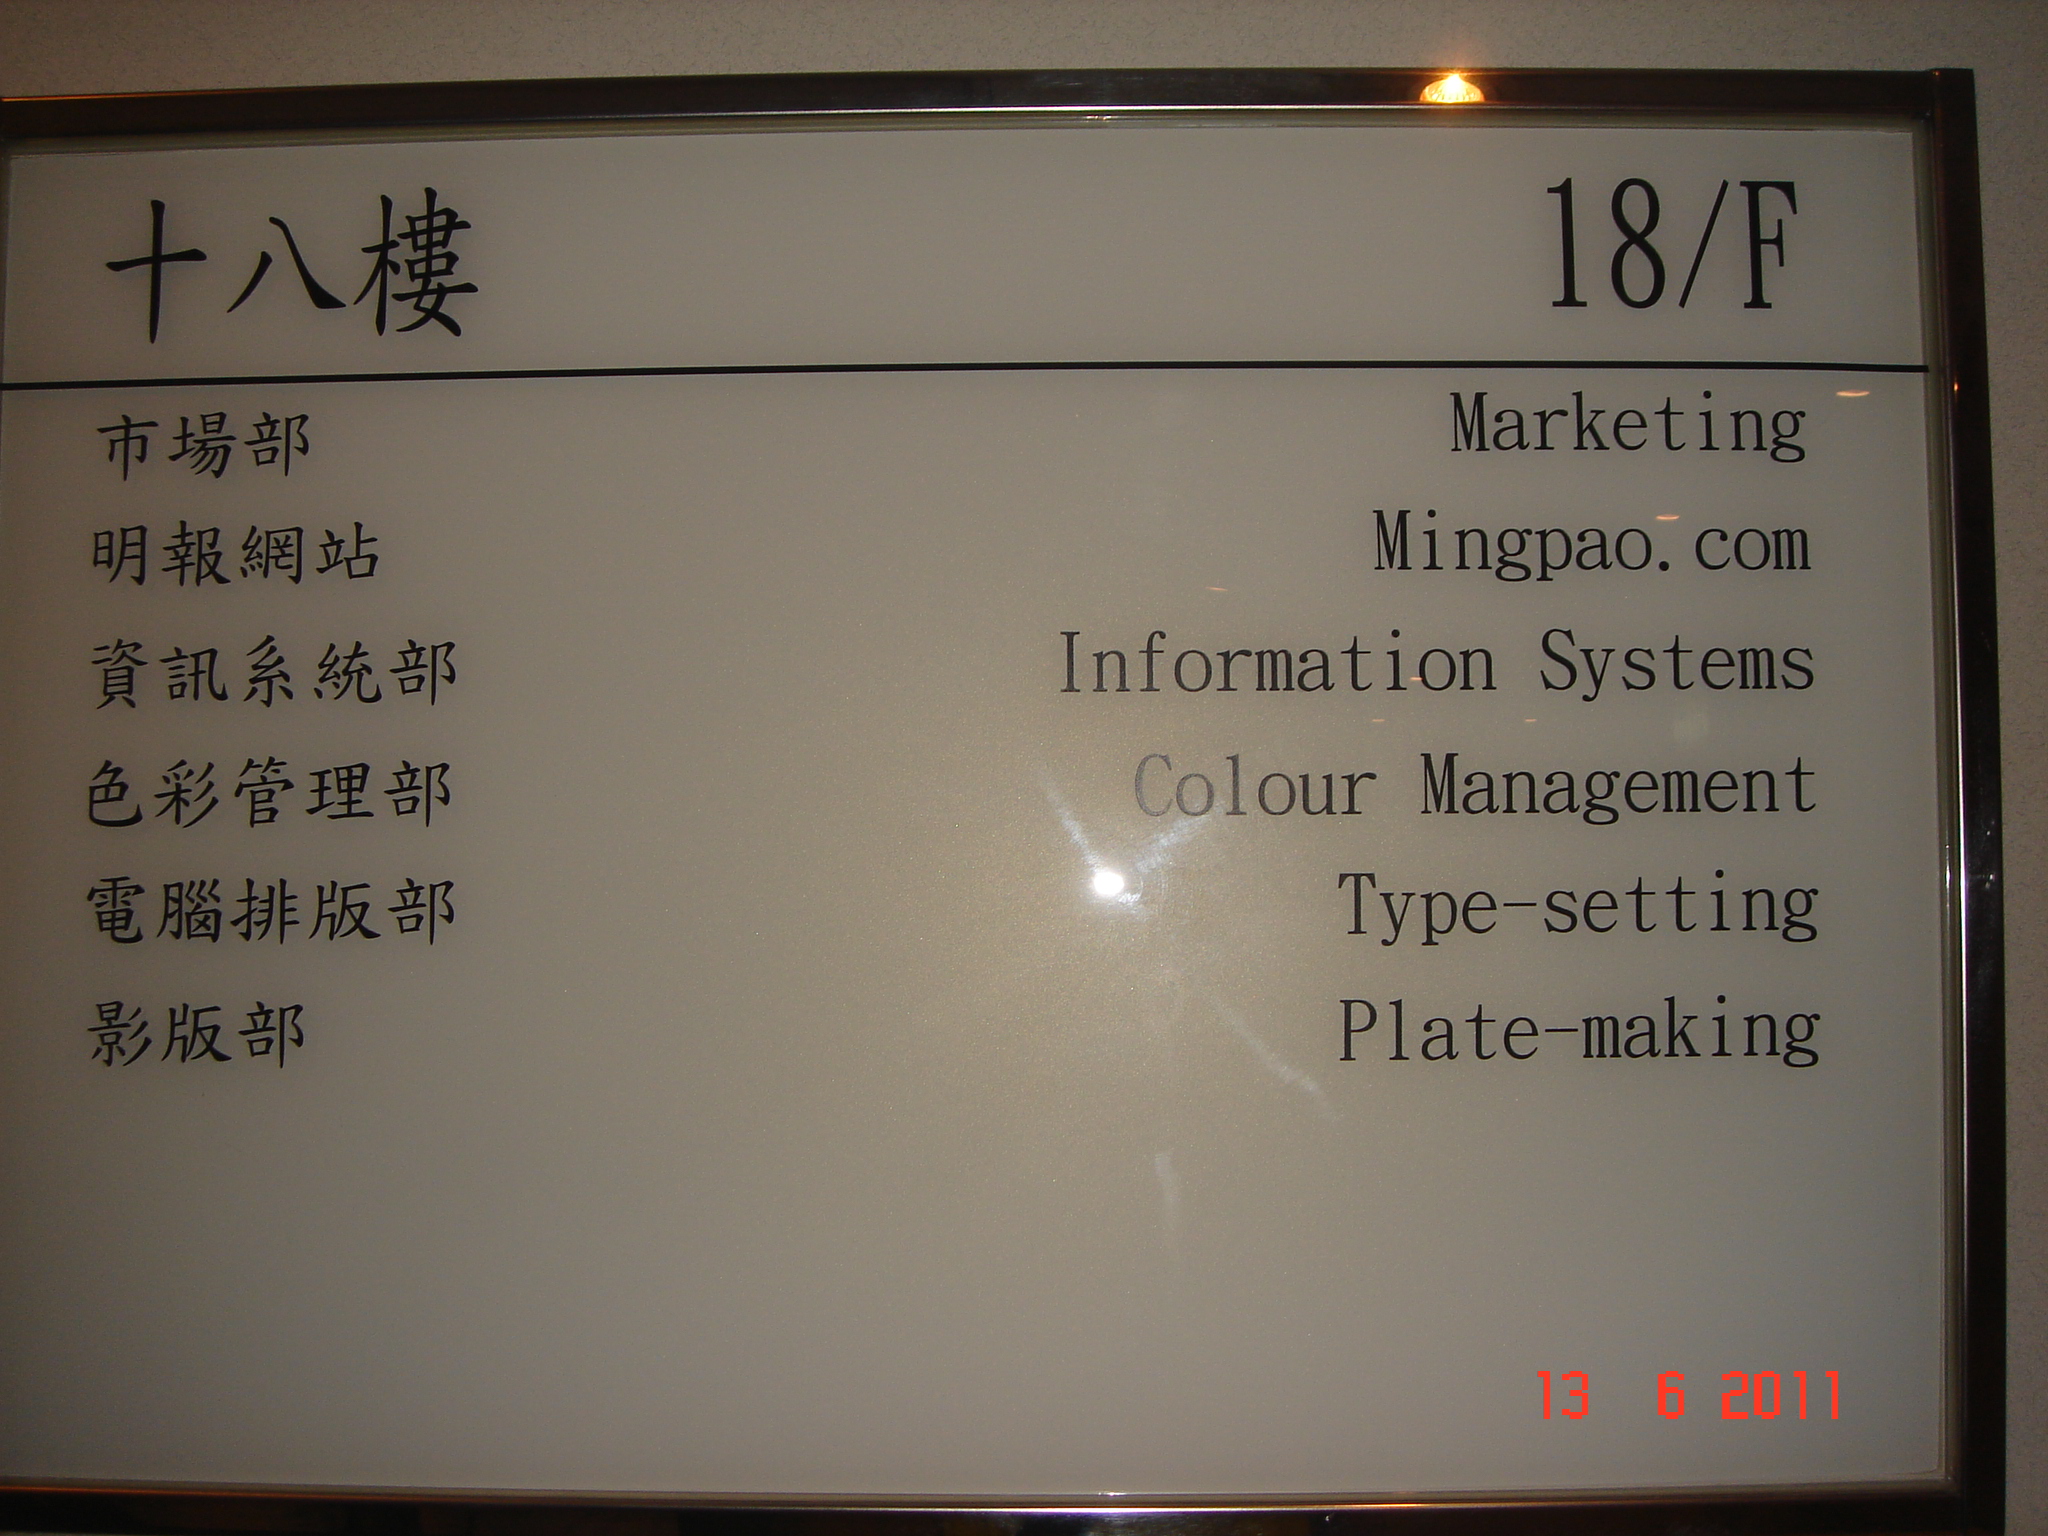 十八樓 18/F
市場部 Marketing
明報網站 Mingpao.com
資訊系統部 Information Systems
色彩管理部 Colour Management
電腦排版部 Type-setting
影版部 Plate-making
13 6 2011